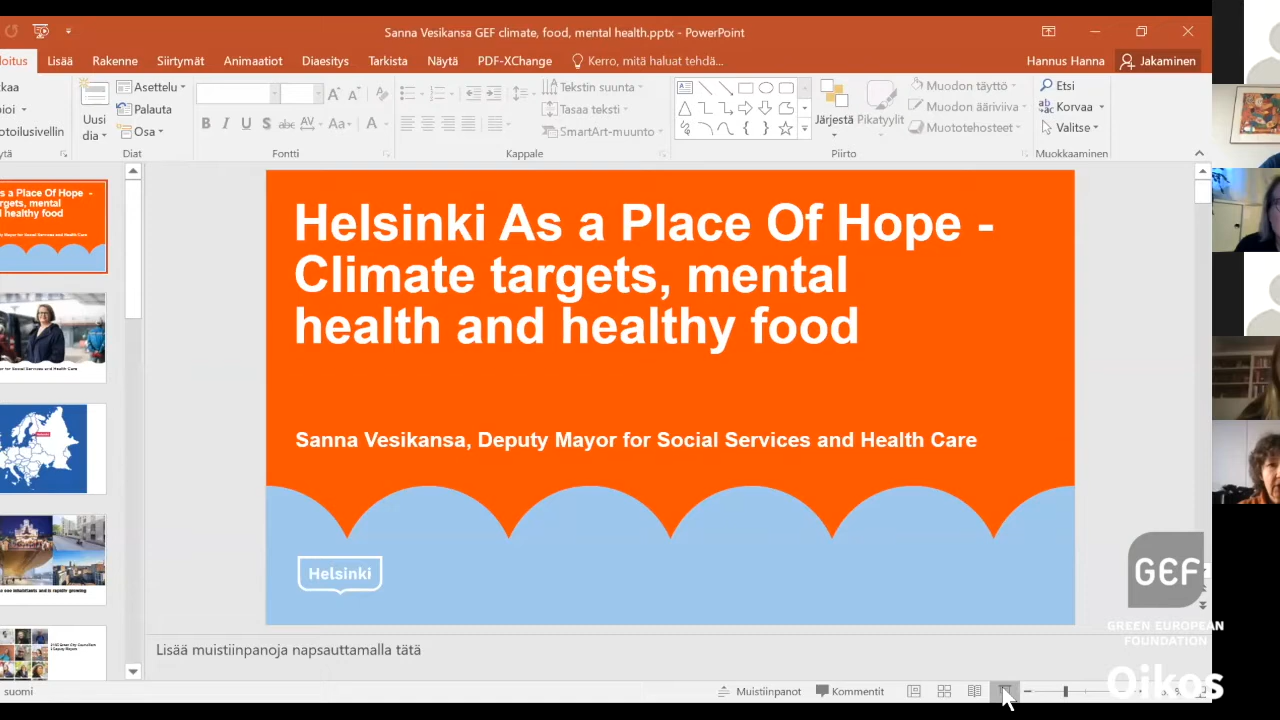 Sanna Vesikansa GEF climate, food, mental health.pptx - PowerPoint
Lisää
Rakenne
Siirtymät
Animaatiot
Diaesitys
Tarkista
Näytä
PDF-XChange
Kerro, mitä haluat tehdä...
Hannus Hanna
Jakaminen
Asettelu
Palauta
Osa
Uusi
dia
Diat
Fontti
Tekstin suunta
Tasaa teksti
SmartArt-muunto
Kappale
Järjestä
Pikatyylit
Muodon täyttö
Muodon ääriviiva
Muototehosteet
Piirto
Etsi
Korvaa
Valitse
Muokkaaminen
Helsinki As a Place Of Hope -
Climate targets, mental
health and healthy food
Sanna Vesikansa, Deputy Mayor for Social Services and Health Care
Helsinki
Lisää muistiinpanoja napsauttamalla tätä
suomi
Muistiinpanot
Kommentit
GEF
GREEN EUROPEAN
FOUNDATION
Oikos